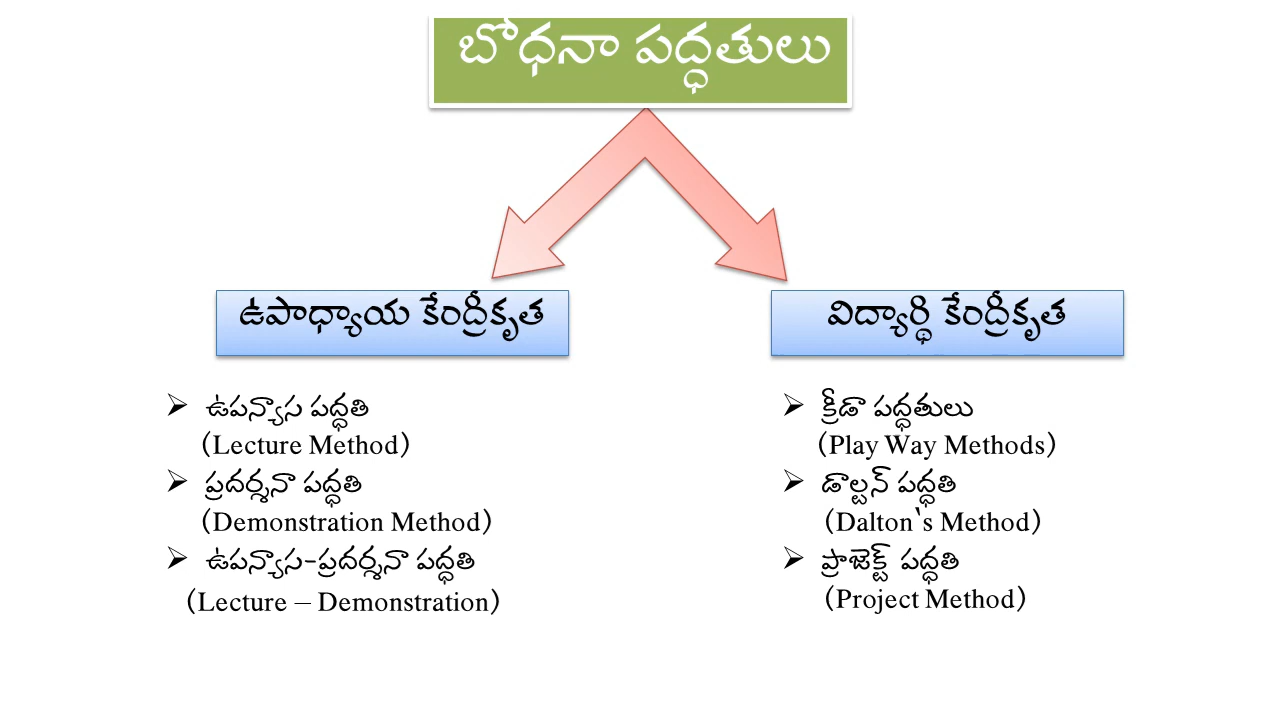 బోధనా పద్ధతులు
ఉపాధ్యాయ కేంద్రీకృత
ఉపన్యాస పద్ధతి
(Lecture Method)
ప్రదర్శనా పద్ధతి
(Demonstration Method)
ఉపన్యాస-ప్రదర్శనా పద్ధతి
(Lecture – Demonstration)
విద్యార్థి కేంద్రీకృత
క్రీడా పద్ధతులు
(Play Way Methods)
డాల్టన్ పద్ధతి
(Dalton`s Method)
ప్రాజెక్ట్ పద్ధతి
(Project Method)